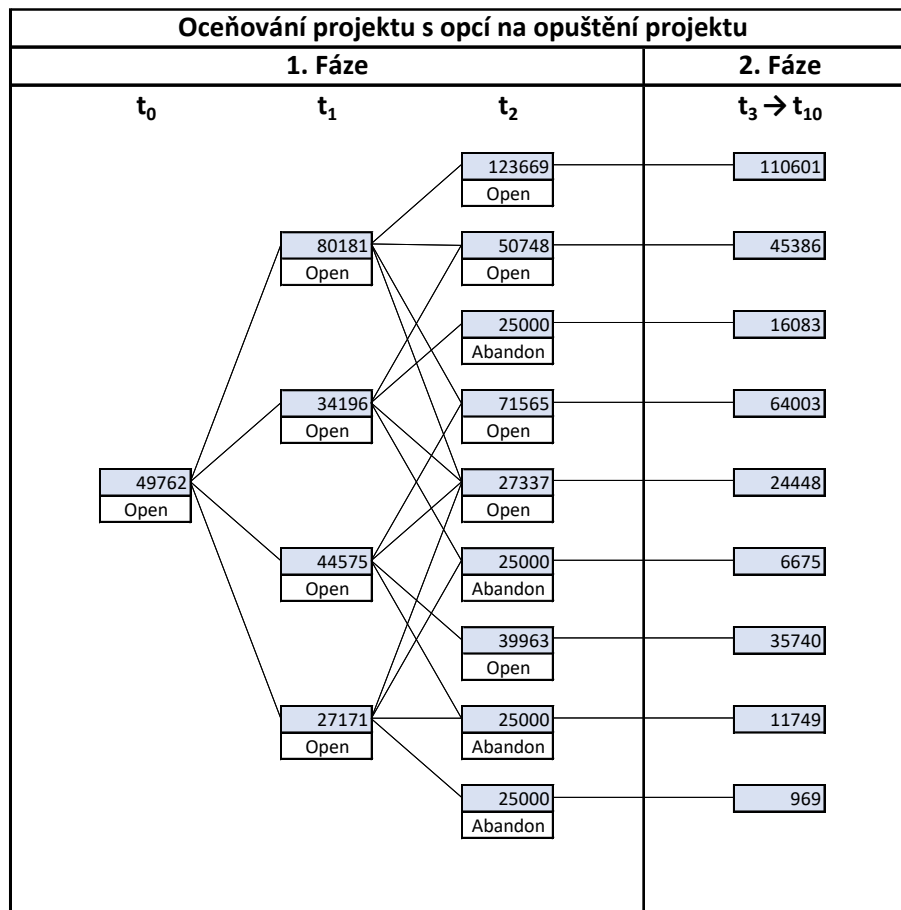 Oceňování projektu s opcí na opuštění projektu
1. Fáze 2. Fáze
t₀ t₁ t₂ t₃ → t₁₀
123669 110601
Open
80181 50748 45386
Open Open
25000 16083
Abandon
34196 71565 64003
Open Open
49762 27337 24448
Open Open
44575 25000 6675
Open Abandon
39963 35740
Open
27171 25000 11749
Open Abandon
25000 969
Abandon